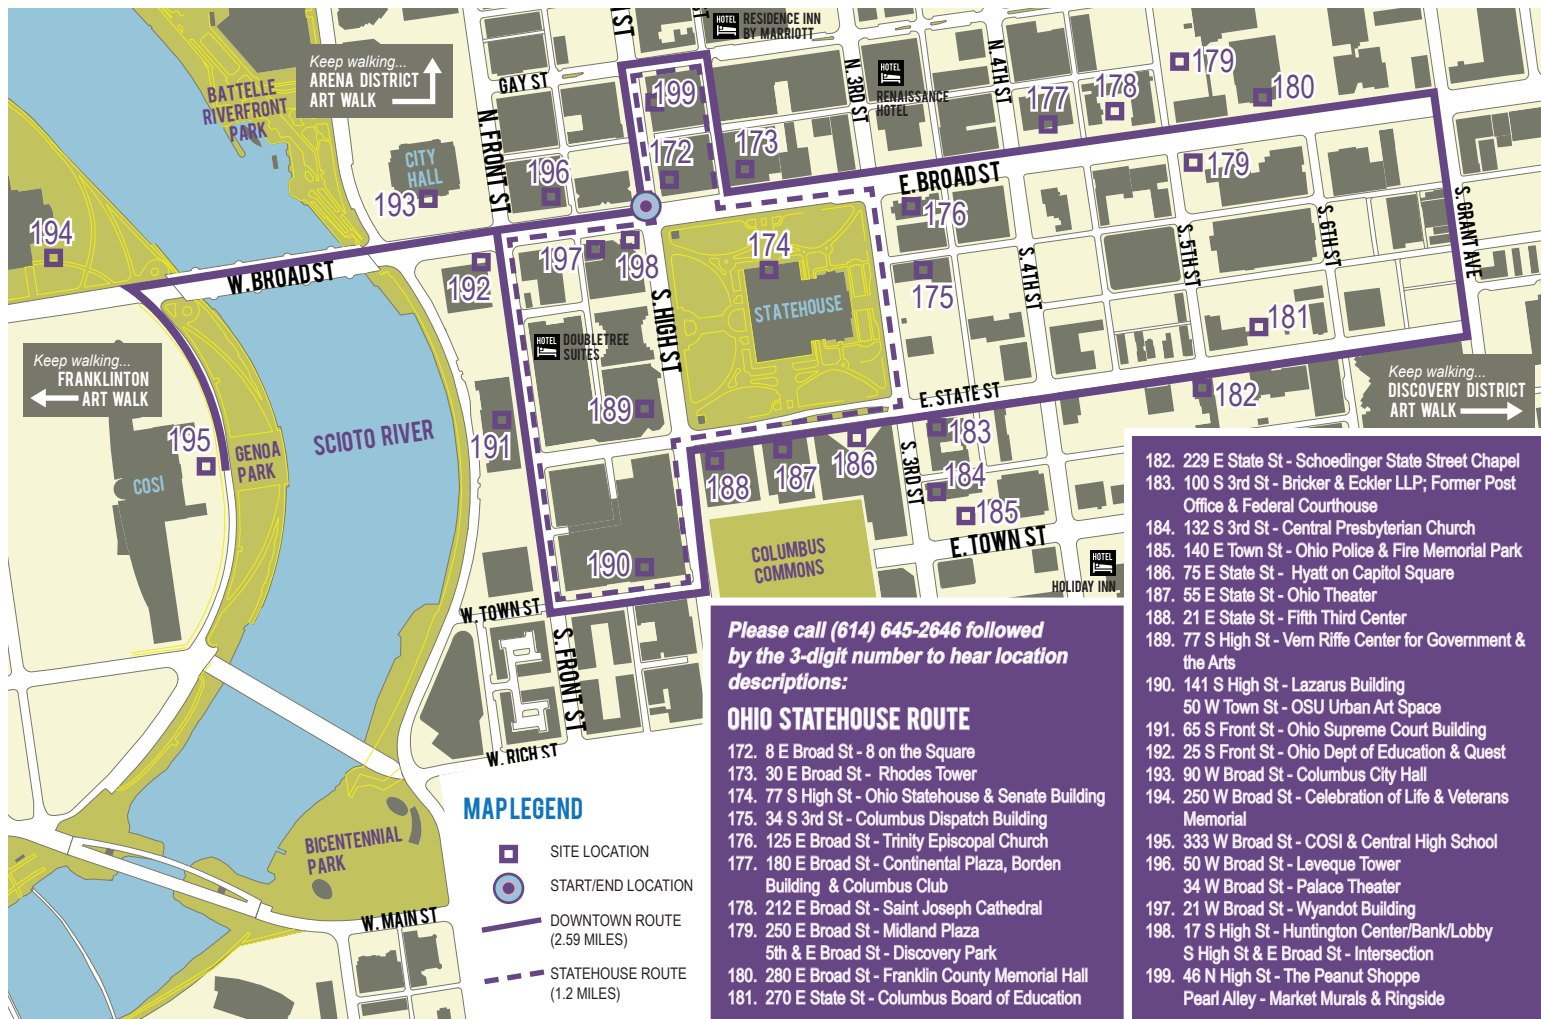 RESIDENCE INN
BY MARRIOTT
HOTEL
Keep walking...
ARENA DISTRICT
ART WALK
BATTELLE
RIVERFRONT
PARK
GAY ST
N. FRONT ST
N. 3RD ST
HOTEL
RENAISSANCE
HOTEL
N. 4TH ST
199
179
180
178
177
CITY
HALL
193
196
172
173
179
E. BROAD ST
176
194
W. BROAD ST
192
197
198
174
STATEHOUSE
175
S. HIGH ST
S. 4TH ST
S. 5TH ST
S. 6TH ST
S. GRANT AVE
181
HOTEL
DOUBLETREE
SUITES
Keep walking...
FRANKLINTON
ART WALK
Keep walking...
DISCOVERY DISTRICT
ART WALK
182
E. STATE ST
189
191
195
GENOA
PARK
SCIOTO RIVER
COSI
188
187
186
183
S. 3RD ST
184
185
E. TOWN ST
190
COLUMBUS
COMMONS
HOTEL
HOLIDAY INN
W. TOWN ST
S. FRONT ST
W. RICH ST
BICENTENNIAL
PARK
W. MAIN ST
MAP LEGEND
SITE LOCATION
START/END LOCATION
DOWNTOWN ROUTE
(2.59 MILES)
STATEHOUSE ROUTE
(1.2 MILES)
Please call (614) 645-2646 followed
by the 3-digit number to hear location
descriptions:
OHIO STATEHOUSE ROUTE
172. 8 E Broad St - 8 on the Square
173. 30 E Broad St - Rhodes Tower
174. 77 S High St - Ohio Statehouse & Senate Building
175. 34 S 3rd St - Columbus Dispatch Building
176. 125 E Broad St - Trinity Episcopal Church
177. 180 E Broad St - Continental Plaza, Borden
Building & Columbus Club
178. 212 E Broad St - Saint Joseph Cathedral
179. 250 E Broad St - Midland Plaza
5th & E Broad St - Discovery Park
180. 280 E Broad St - Franklin County Memorial Hall
181. 270 E State St - Columbus Board of Education
182. 229 E State St - Schoedinger State Street Chapel
183. 100 S 3rd St - Bricker & Eckler LLP; Former Post
Office & Federal Courthouse
184. 132 S 3rd St - Central Presbyterian Church
185. 140 E Town St - Ohio Police & Fire Memorial Park
186. 75 E State St - Hyatt on Capitol Square
187. 55 E State St - Ohio Theater
188. 21 E State St - Fifth Third Center
189. 77 S High St - Vern Riffe Center for Government &
the Arts
190. 141 S High St - Lazarus Building
50 W Town St - OSU Urban Art Space
191. 65 S Front St - Ohio Supreme Court Building
192. 25 S Front St - Ohio Dept of Education & Quest
193. 90 W Broad St - Columbus City Hall
194. 250 W Broad St - Celebration of Life & Veterans
Memorial
195. 333 W Broad St - COSI & Central High School
196. 50 W Broad St - Leveque Tower
34 W Broad St - Palace Theater
197. 21 W Broad St - Wyandot Building
198. 17 S High St - Huntington Center/Bank/Lobby
S High St & E Broad St - Intersection
199. 46 N High St - The Peanut Shoppe
Pearl Alley - Market Murals & Ringside